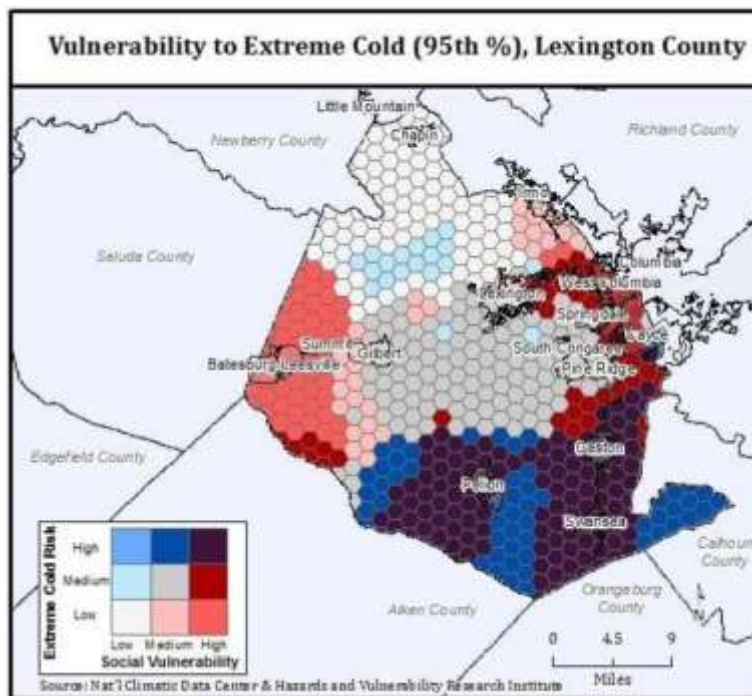 Vulnerability to Extreme Cold (95th %), Lexington County
Little Mountain
Chapin
Newberry County
Richland County
Irmo
Saluda County
Columbia
West Columbia
Lexington
Springdale
Cayce
Summit
Gilbert
South Congaree
Batesburg-Leesville
Pine Ridge
Edgefield County
Gaston
Pelion
Swansea
Calhoun
County
Orangeburg
County
Aiken County
N
Extreme Cold Risk
High
Medium
Low
Low Medium High
Social Vulnerability
0 4.5 9
Miles
Source: Nat'l Climatic Data Center & Hazards and Vulnerability Research Institute